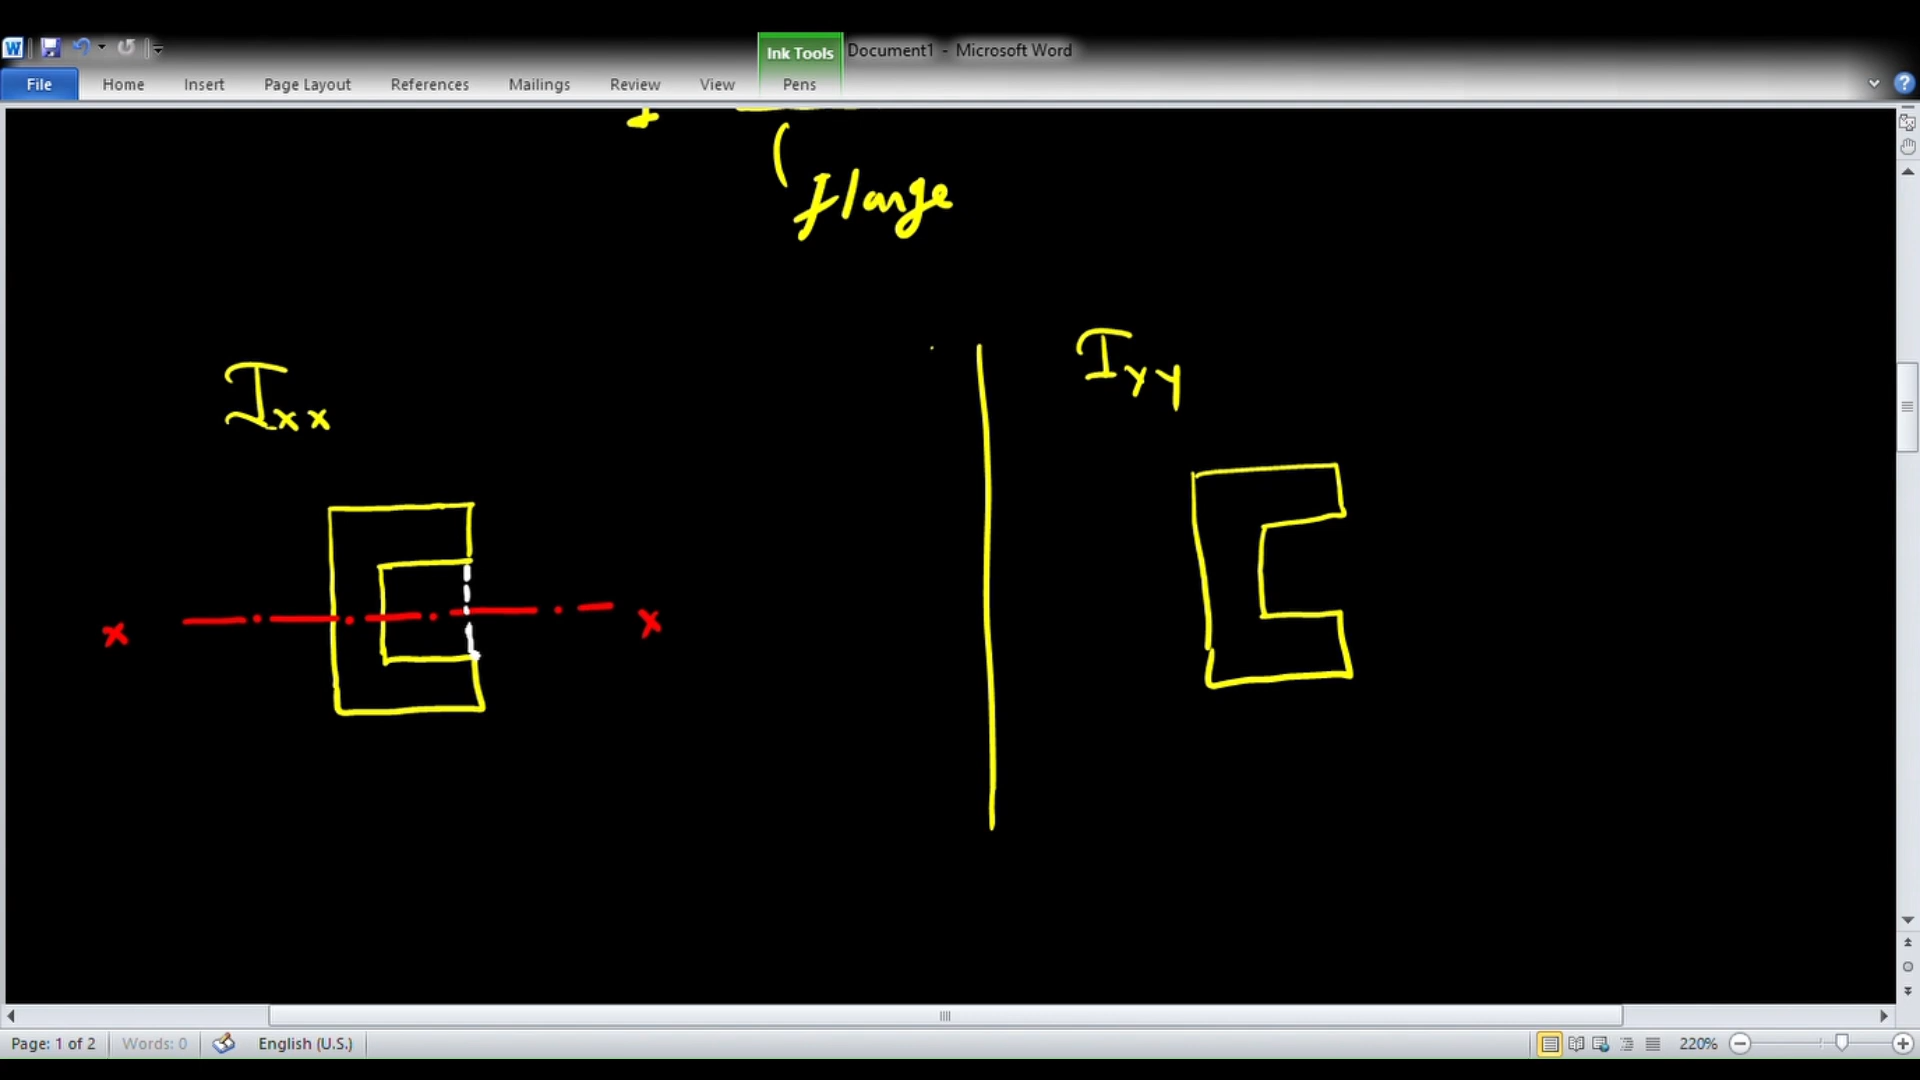 Ink Tools
Document1 - Microsoft Word
File Home Insert Page Layout References Mailings Review View Pens
flange
Ixx
Iyy
x x
Page: 1 of 2 Words: 0 English (U.S.) 220%